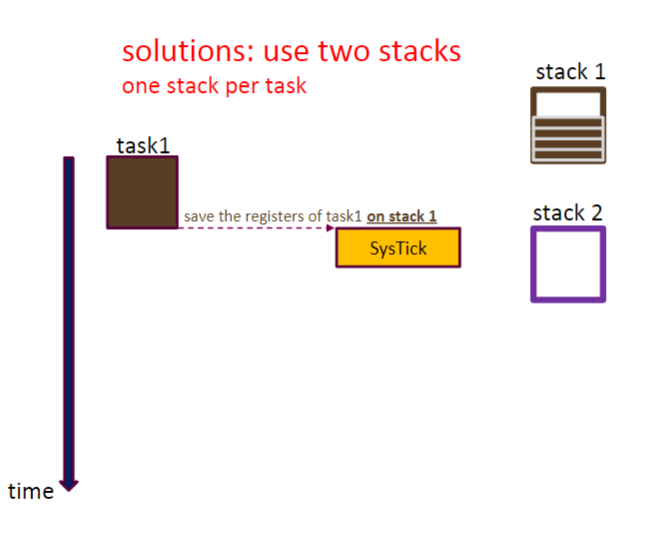 solutions: use two stacks
one stack per task
stack 1
task1
save the registers of task1 on stack 1
stack 2
SysTick
time